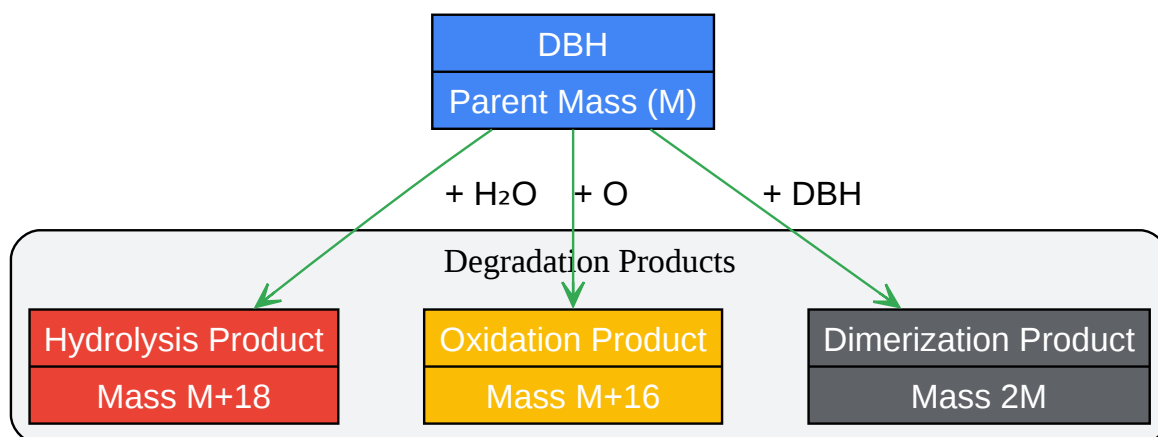 DBH
Parent Mass (M)
+ H₂O
+ O
+ DBH
Degradation Products
Hydrolysis Product
Mass M+18
Oxidation Product
Mass M+16
Dimerization Product
Mass 2M